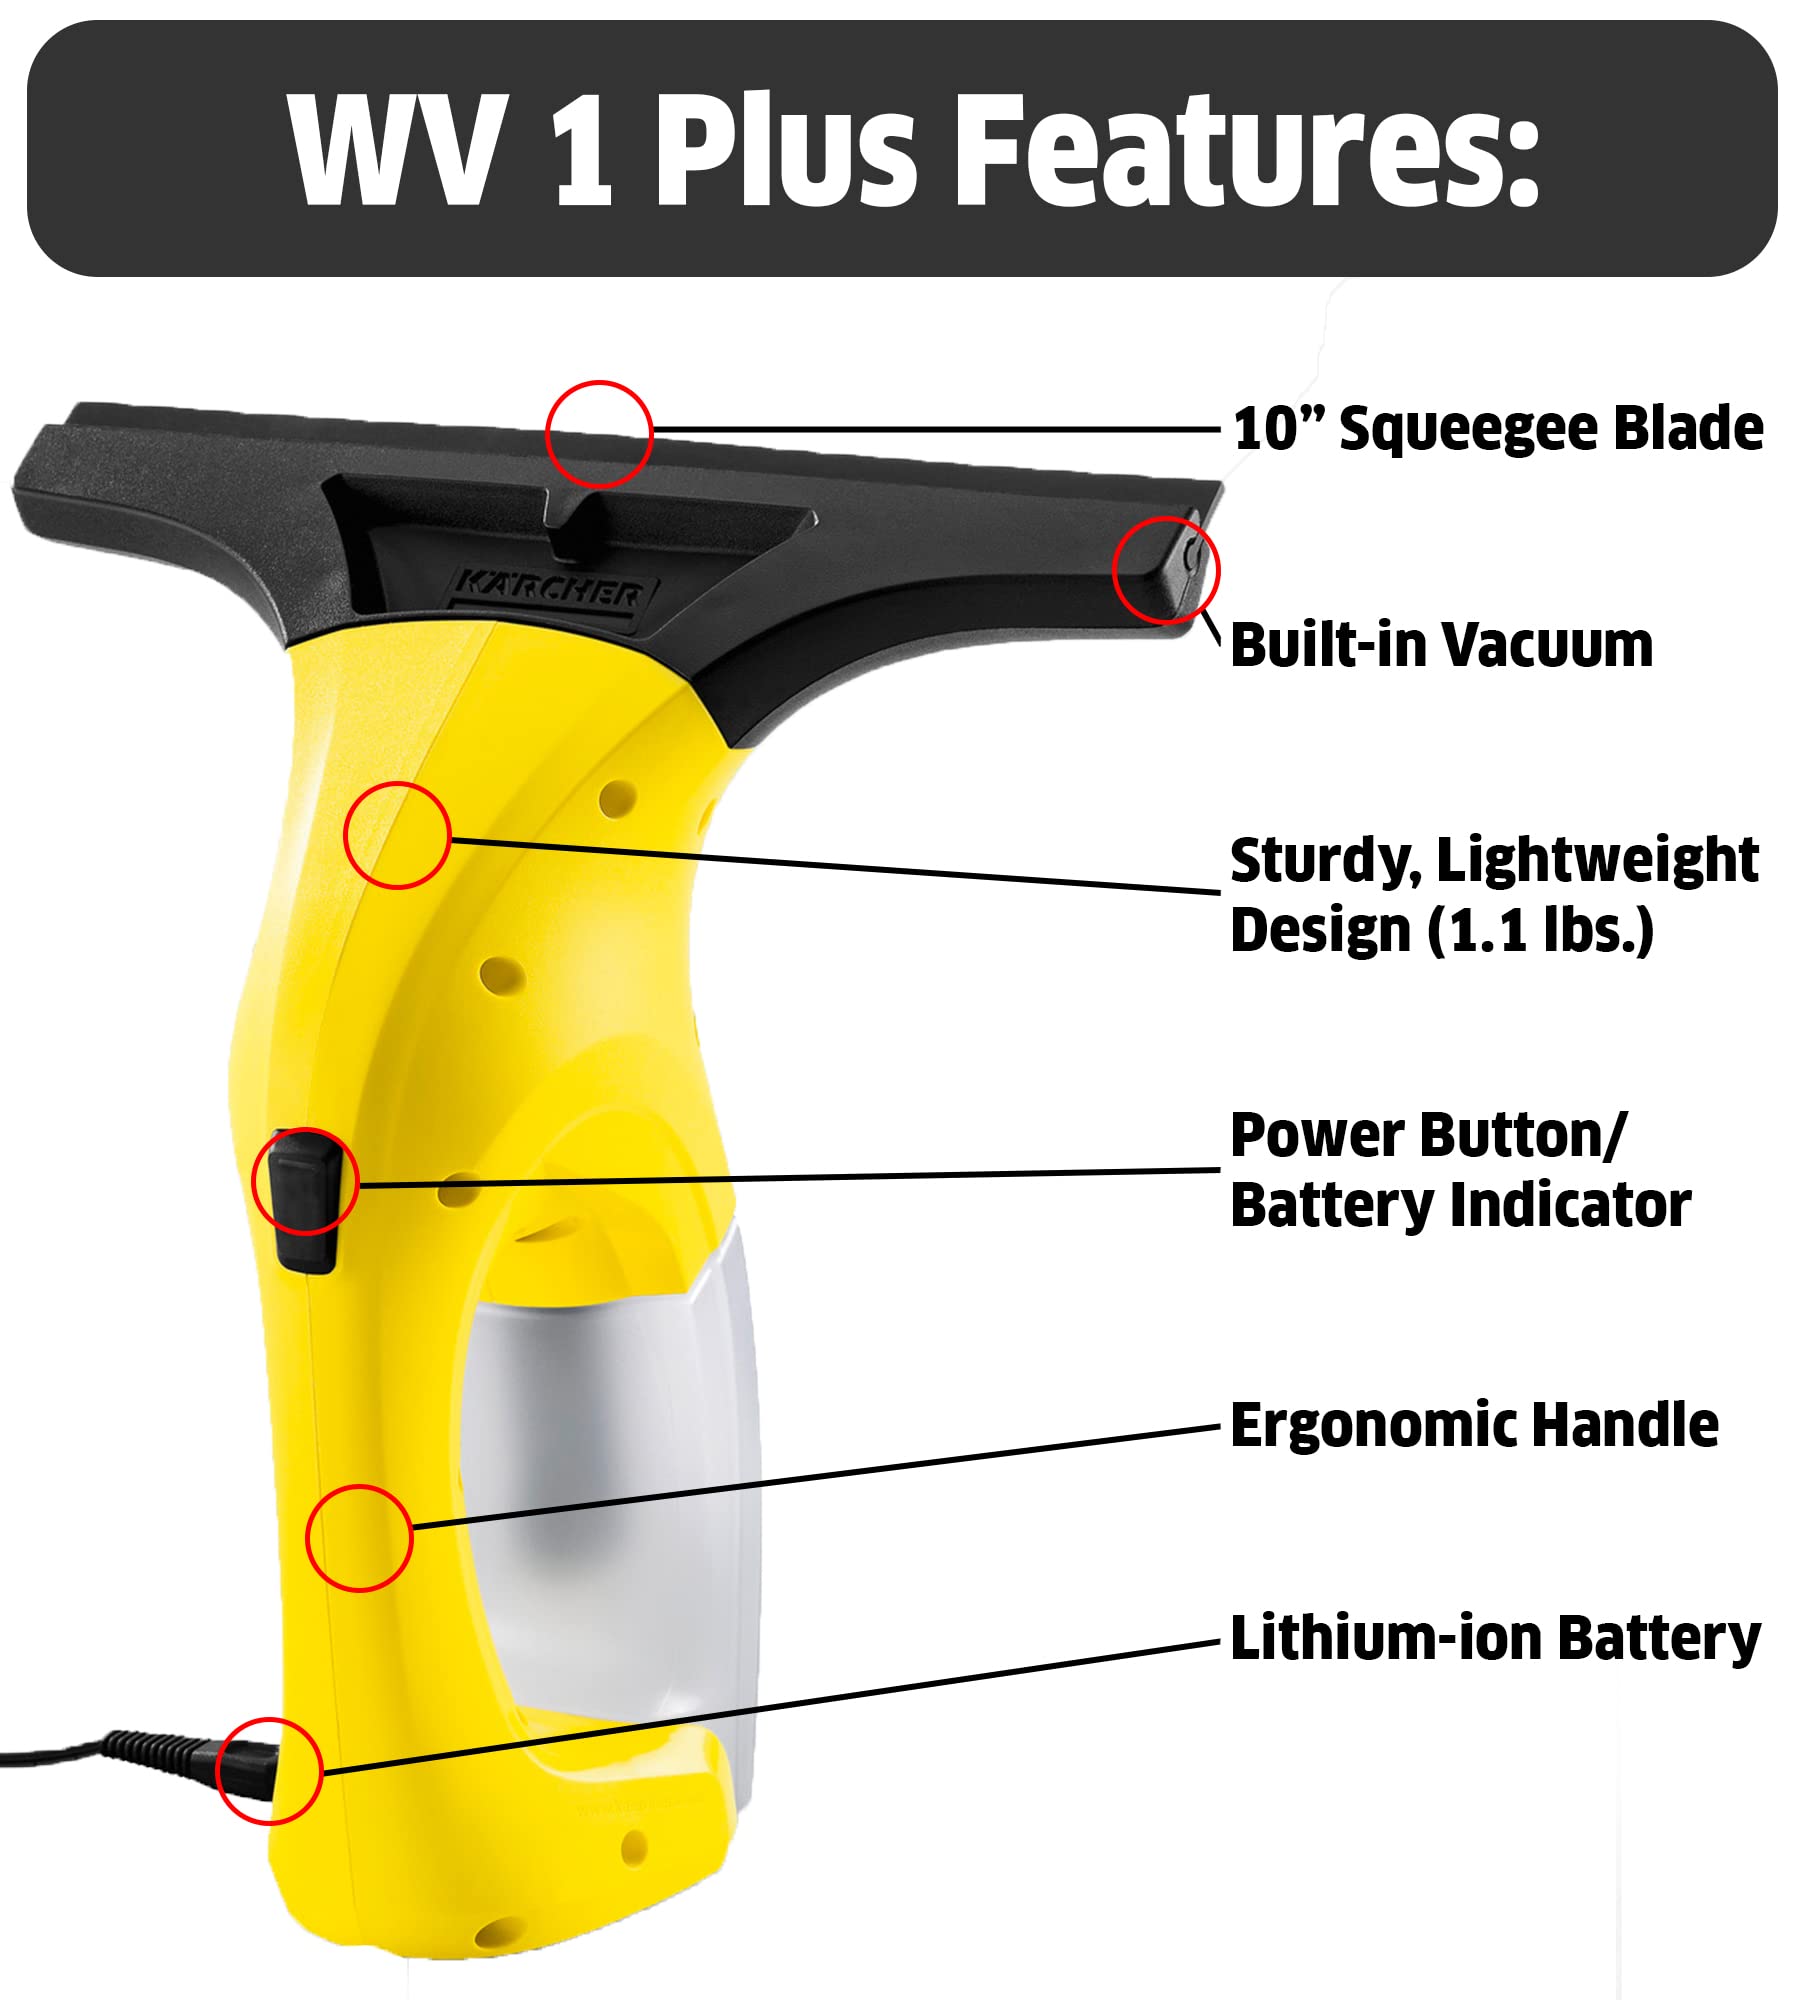 WV 1 Plus Features:
10” Squeegee Blade
KÄRCHER
Built-in Vacuum
Sturdy, Lightweight
Design (1.1 lbs.)
Power Button/
Battery Indicator
Ergonomic Handle
Lithium-ion Battery